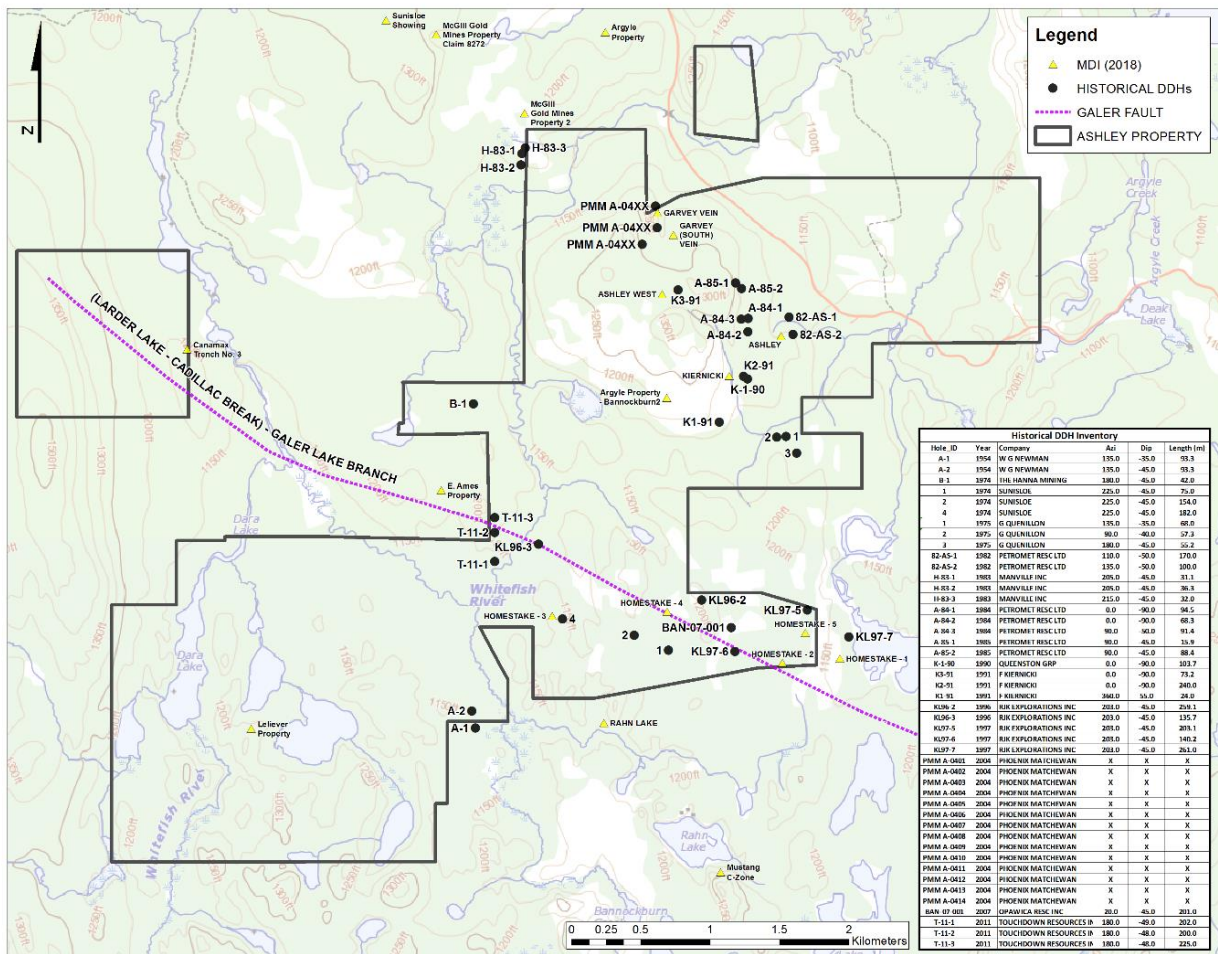 Sunisloe
Showing
McGill Gold
Mines Property
Claim 8272
Argyle
Property
McGill
Gold Mines
Property 2
N
Legend
MDI (2018)
HISTORICAL DDHs
GALER FAULT
ASHLEY PROPERTY
H-83-1
H-83-3
H-83-2
PMM A-04XX
GARVEY VEIN
PMM A-04XX
GARVEY
(SOUTH)
VEIN
PMM A-04XX
A-85-1
A-85-2
ASHLEY WEST
K3-91
A-84-1
A-84-3
82-AS-1
A-84-2
ASHLEY
82-AS-2
KIERNICKI
K2-91
K-1-90
Argyle Property
- Bannockburn2
K1-91
2
1
3
Argyle
Creek
Argyle Creek
Deak
Lake
Canamax
Trench No. 3
(LARDER LAKE - CADILLAC BREAK) - GALER LAKE BRANCH
B-1
E. Ames
Property
T-11-3
T-11-2
KL96-3
T-11-1
Dara
Lake
Whitefish
River
HOMESTAKE - 3
4
HOMESTAKE - 4
KL96-2
KL97-5
BAN-07-001
HOMESTAKE - 5
2
1
KL97-6
HOMESTAKE - 2
KL97-7
HOMESTAKE - 1
Dara
Lake
A-2
A-1
Leliever
Property
RAHN LAKE
Whitefish River
Rahn
Lake
Mustang
C-Zone
Bannockburn
0 0.25 0.5 1 1.5 2
Kilometers
Historical DDH Inventory
Hole_ID Year Company Azi Dip Length (m)
A-1 1954 W G NEWMAN 135.0 -35.0 93.3
A-2 1954 W G NEWMAN 135.0 -35.0 93.3
B-1 1974 THE HANNA MINING 180.0 -45.0 42.0
1 1974 SUNISLOE 225.0 -45.0 75.0
2 1974 SUNISLOE 225.0 -45.0 154.0
4 1974 SUNISLOE 225.0 -45.0 182.0
1 1975 G QUENILLON 135.0 -35.0 68.0
2 1975 G QUENILLON 90.0 -40.0 57.3
3 1975 G QUENILLON 180.0 -45.0 55.2
82-AS-1 1982 PETROMET RESC LTD 110.0 -50.0 170.0
82-AS-2 1982 PETROMET RESC LTD 135.0 -50.0 100.0
H-83-1 1983 MANVILLE INC 205.0 -45.0 31.1
H-83-2 1983 MANVILLE INC 205.0 -45.0 36.3
H-83-3 1983 MANVILLE INC 215.0 -45.0 32.0
A-84-1 1984 PETROMET RESC LTD 0.0 -90.0 94.5
A-84-2 1984 PETROMET RESC LTD 0.0 -90.0 68.3
A-84-3 1984 PETROMET RESC LTD 90.0 -50.0 91.4
A-85-1 1985 PETROMET RESC LTD 90.0 -45.0
A-85-2 1985 PETROMET RESC LTD 90.0 -45.0 88.4
K-1-90 1990 QUEENSTON GRP 0.0 -90.0 103.7
K3-91 1991 F KIERNICKI 0.0 -90.0 73.2
K2-91 1991 F KIERNICKI 0.0 -90.0 240.0
K1-91 1991 F KIERNICKI 360.0 55.0 24.0
KL96-2 1996 RJK EXPLORATIONS INC 203.0 -45.0 259.1
KL96-3 1996 RJK EXPLORATIONS INC 203.0 -45.0 135.7
KL97-5 1997 RJK EXPLORATIONS INC 203.0 -45.0 203.1
KL97-6 1997 RJK EXPLORATIONS INC 203.0 -45.0 140.2
KL97-7 1997 RJK EXPLORATIONS INC 203.0 -45.0 261.0
PMM A-0401 2004 PHOENIX MATCHEWAN X X X
PMM A-0402 2004 PHOENIX MATCHEWAN X X X
PMM A-0403 2004 PHOENIX MATCHEWAN X X X
PMM A-0404 2004 PHOENIX MATCHEWAN X X X
PMM A-0405 2004 PHOENIX MATCHEWAN X X X
PMM A-0406 2004 PHOENIX MATCHEWAN X X X
PMM A-0407 2004 PHOENIX MATCHEWAN X X X
PMM A-0408 2004 PHOENIX MATCHEWAN X X X
PMM A-0409 2004 PHOENIX MATCHEWAN X X X
PMM A-0410 2004 PHOENIX MATCHEWAN X X X
PMM A-0411 2004 PHOENIX MATCHEWAN X X X
PMM A-0412 2004 PHOENIX MATCHEWAN X X X
PMM A-0413 2004 PHOENIX MATCHEWAN X X X
PMM A-0414 2004 PHOENIX MATCHEWAN X X X
BAN-07-001 2007 OPAWICA RESC INC 20.0 45.0 201.0
T-11-1 2011 TOUCHDOWN RESOURCES IN 180.0 -49.0 202.0
T-11-2 2011 TOUCHDOWN RESOURCES IN 180.0 -48.0 200.0
T-11-3 2011 TOUCHDOWN RESOURCES IN 180.0 -48.0 225.0